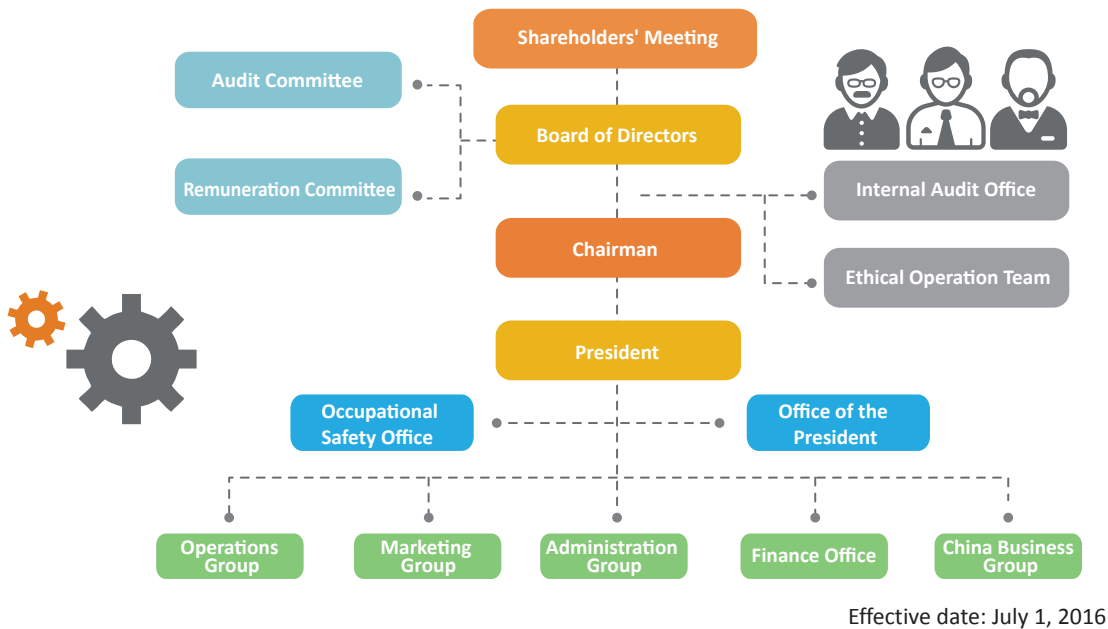 Shareholders' Meeting
Audit Committee
Board of Directors
Remuneration Committee
Internal Audit Office
Chairman
Ethical Operation Team
President
Occupational
Safety Office
Office of the
President
Operations
Group
Marketing
Group
Administration
Group
Finance Office
China Business
Group
Effective date: July 1, 2016